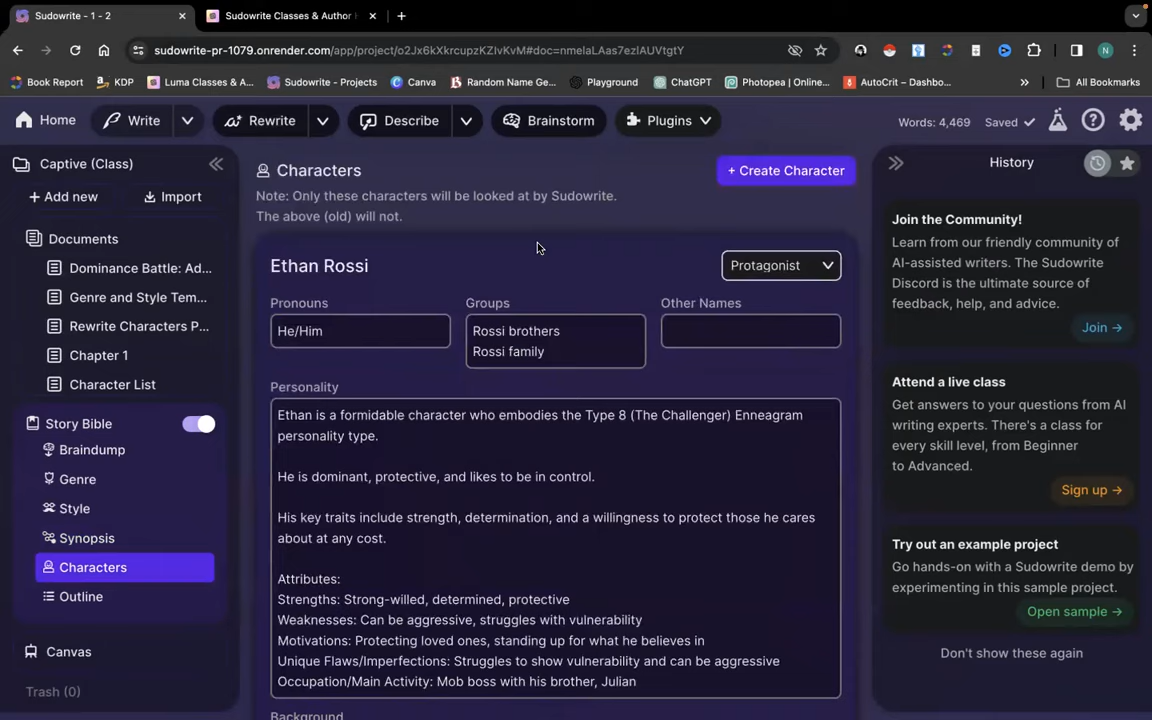 Sudowrite - 1 - 2
Sudowrite Classes & Author
sudowrite-pr-1079.onrender.com/app/project/o2Jx6kXkrcupzKZIvKvM#doc=nmelaLAas7ezlAUVtgtY
N
Book Report
KDP
Luma Classes & A...
Sudowrite - Projects
Canva
Random Name Ge...
Playground
ChatGPT
Photopea | Online...
AutoCrit – Dashbo...
All Bookmarks
Home
Write
Rewrite
Describe
Brainstorm
Plugins
Words: 4,469
Saved
Captive (Class)
+ Add new
Import
Documents
Dominance Battle: Ad...
Genre and Style Tem...
Rewrite Characters P...
Chapter 1
Character List
Story Bible
Braindump
Genre
Style
Synopsis
Characters
Outline
Canvas
Trash (0)
Characters
+ Create Character
Note: Only these characters will be looked at by Sudowrite.
The above (old) will not.
Ethan Rossi
Protagonist
Pronouns
Groups
Other Names
He/Him
Rossi brothers
Rossi family
Personality
Ethan is a formidable character who embodies the Type 8 (The Challenger) Enneagram
personality type.
He is dominant, protective, and likes to be in control.
His key traits include strength, determination, and a willingness to protect those he cares
about at any cost.
Attributes:
Strengths: Strong-willed, determined, protective
Weaknesses: Can be aggressive, struggles with vulnerability
Motivations: Protecting loved ones, standing up for what he believes in
Unique Flaws/Imperfections: Struggles to show vulnerability and can be aggressive
Occupation/Main Activity: Mob boss with his brother, Julian
Background
History
Join the Community!
Learn from our friendly community of
AI-assisted writers. The Sudowrite
Discord is the ultimate source of
feedback, help, and advice.
Join →
Attend a live class
Get answers to your questions from AI
writing experts. There's a class for
every skill level, from Beginner
to Advanced.
Sign up →
Try out an example project
Go hands-on with a Sudowrite demo by
experimenting in this sample project.
Open sample →
Don't show these again